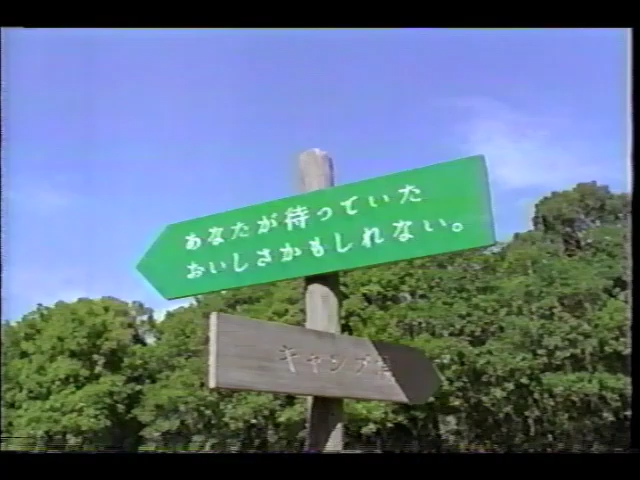 あなたが待っていた
おいしさかもしれない。
キャンプ場